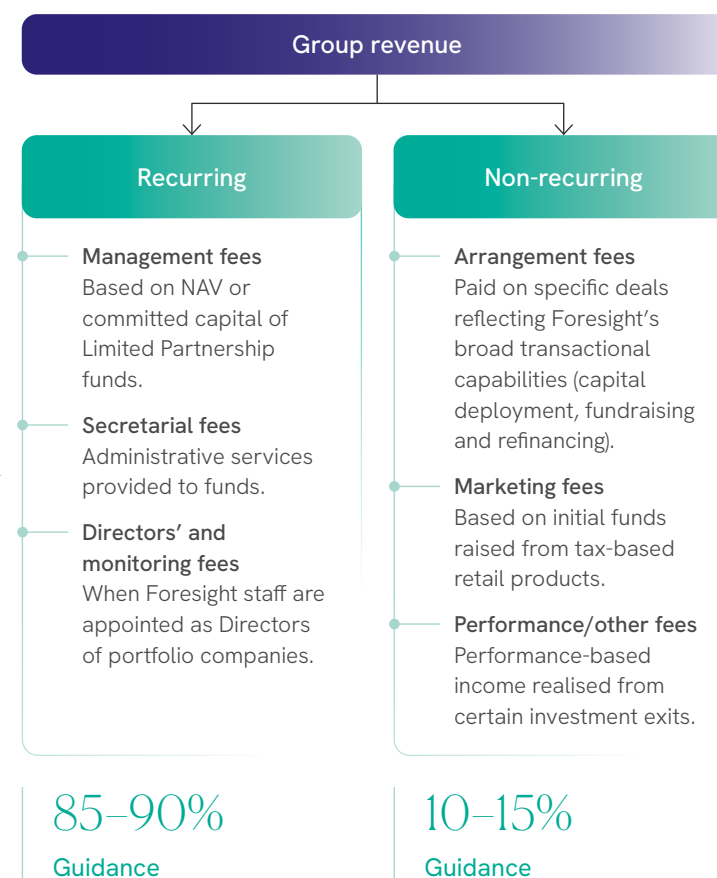 Group revenue
Recurring
Management fees
Based on NAV or
committed capital of
Limited Partnership
funds.
Secretarial fees
Administrative services
provided to funds.
Directors’ and
monitoring fees
When Foresight staff are
appointed as Directors
of portfolio companies.
85–90%
Guidance
Non-recurring
Arrangement fees
Paid on specific deals
reflecting Foresight’s
broad transactional
capabilities (capital
deployment, fundraising
and refinancing).
Marketing fees
Based on initial funds
raised from tax-based
retail products.
Performance/other fees
Performance-based
income realised from
certain investment exits.
10–15%
Guidance